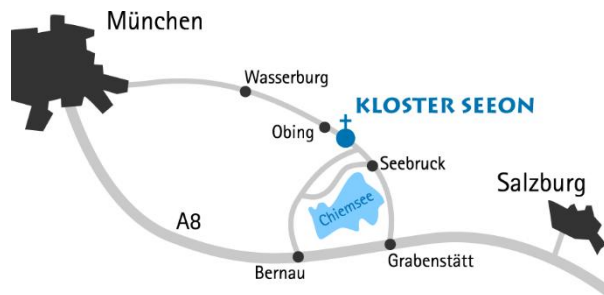 München
Wasserburg
KLOSTER SEEON
Obing
Seebruck
Salzburg
Chiemsee
A8
Grabenstätt
Bernau